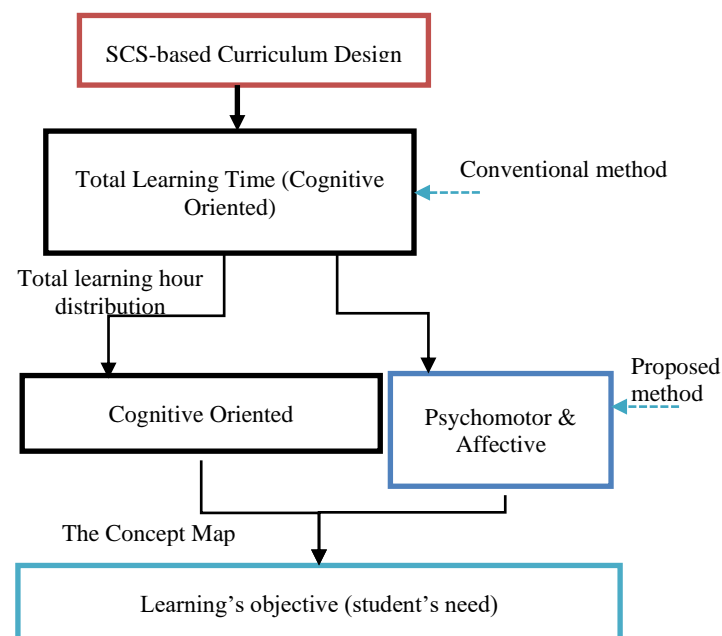 SCS-based Curriculum Design
Total Learning Time (Cognitive
Oriented)
Conventional method
Total learning hour
distribution
Cognitive Oriented
Psychomotor &
Affective
Proposed
method
The Concept Map
Learning's objective (student's need)